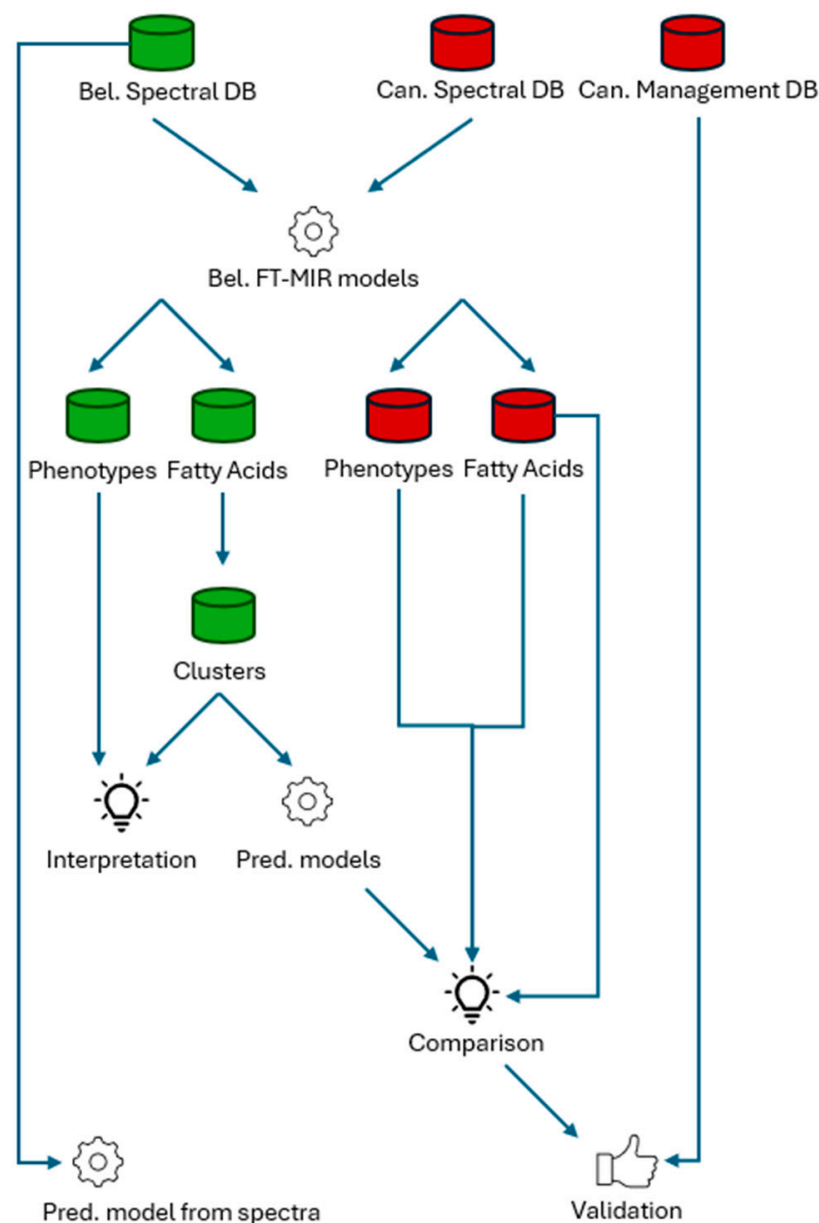 Bel. Spectral DB
Can. Spectral DB
Can. Management DB
Bel. FT-MIR models
Phenotypes
Fatty Acids
Phenotypes
Fatty Acids
Clusters
Interpretation
Pred. models
Comparison
Pred. model from spectra
Validation